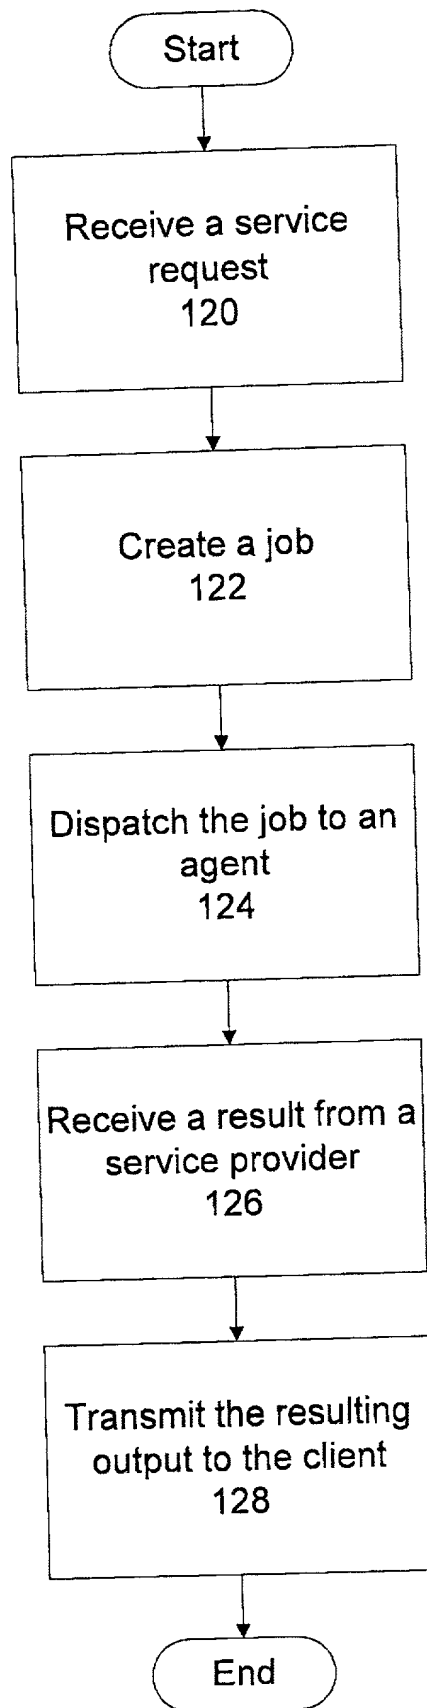 Start
Receive a service
request
120
Create a job
122
Dispatch the job to an
agent
124
Receive a result from a
service provider
126
Transmit the resulting
output to the client
128
End